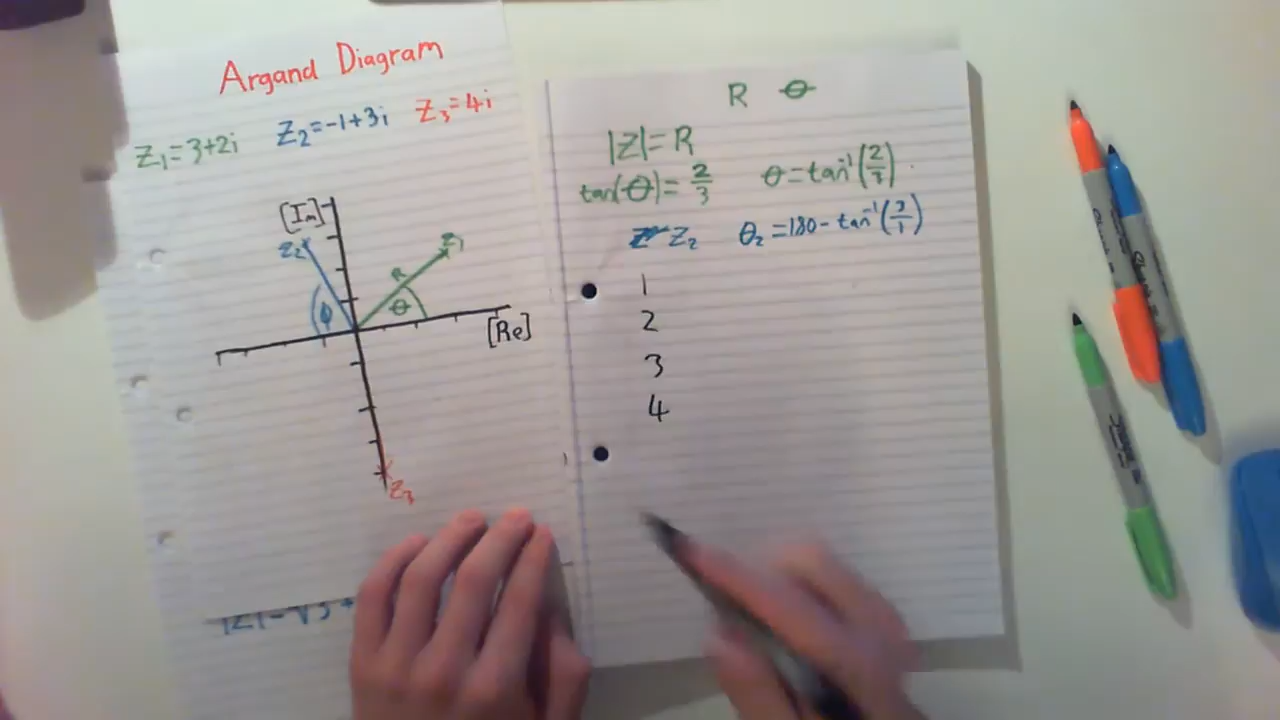 Argand Diagram
Z₁=3+2i Z₂=-1+3i Z₃=4i
[Im]
Z₂ Z₁
R
ϕ θ
[Re]
Z₃
R θ
|Z|=R
tan(θ)=2/3 θ=tan⁻¹(2/3)
Z₂ θ₂=180-tan⁻¹(3/1)
1
2
3
4